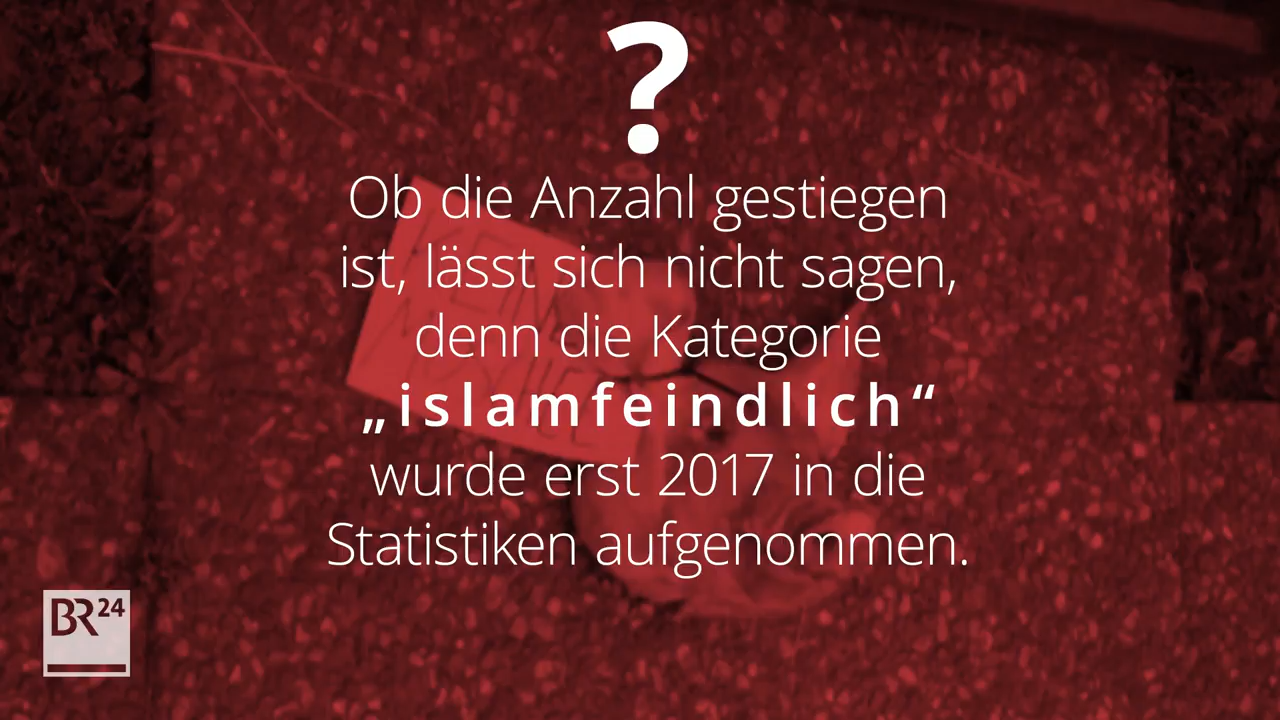 ?
Ob die Anzahl gestiegen
ist, lässt sich nicht sagen,
denn die Kategorie
„islamfeindlich“
wurde erst 2017 in die
Statistiken aufgenommen.
BR24